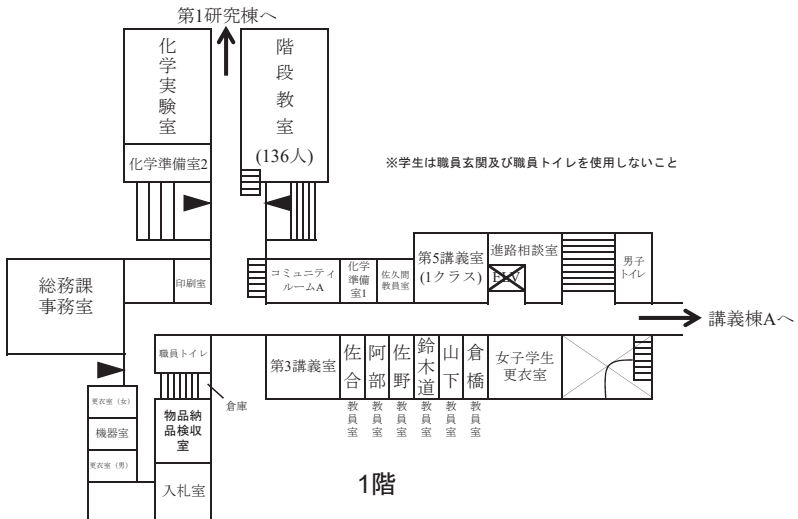 第1研究棟へ
化学実験室
階段教室
(136人)
化学準備室2
※学生は職員玄関及び職員トイレを使用しないこと
総務課
事務室
印刷室
コミュニティ
ルームA
化学
準備
室1
佐久間
教員室
第5講義室
(1クラス)
進路相談室
ELV
男子
トイレ
講義棟Aへ
職員トイレ
倉庫
第3講義室
佐合
教員室
阿部
教員室
佐野
教員室
鈴木道
教員室
山下
教員室
倉橋
教員室
女子学生
更衣室
更衣室（女）
機器室
更衣室（男）
物品納
品検収
室
入札室
1階